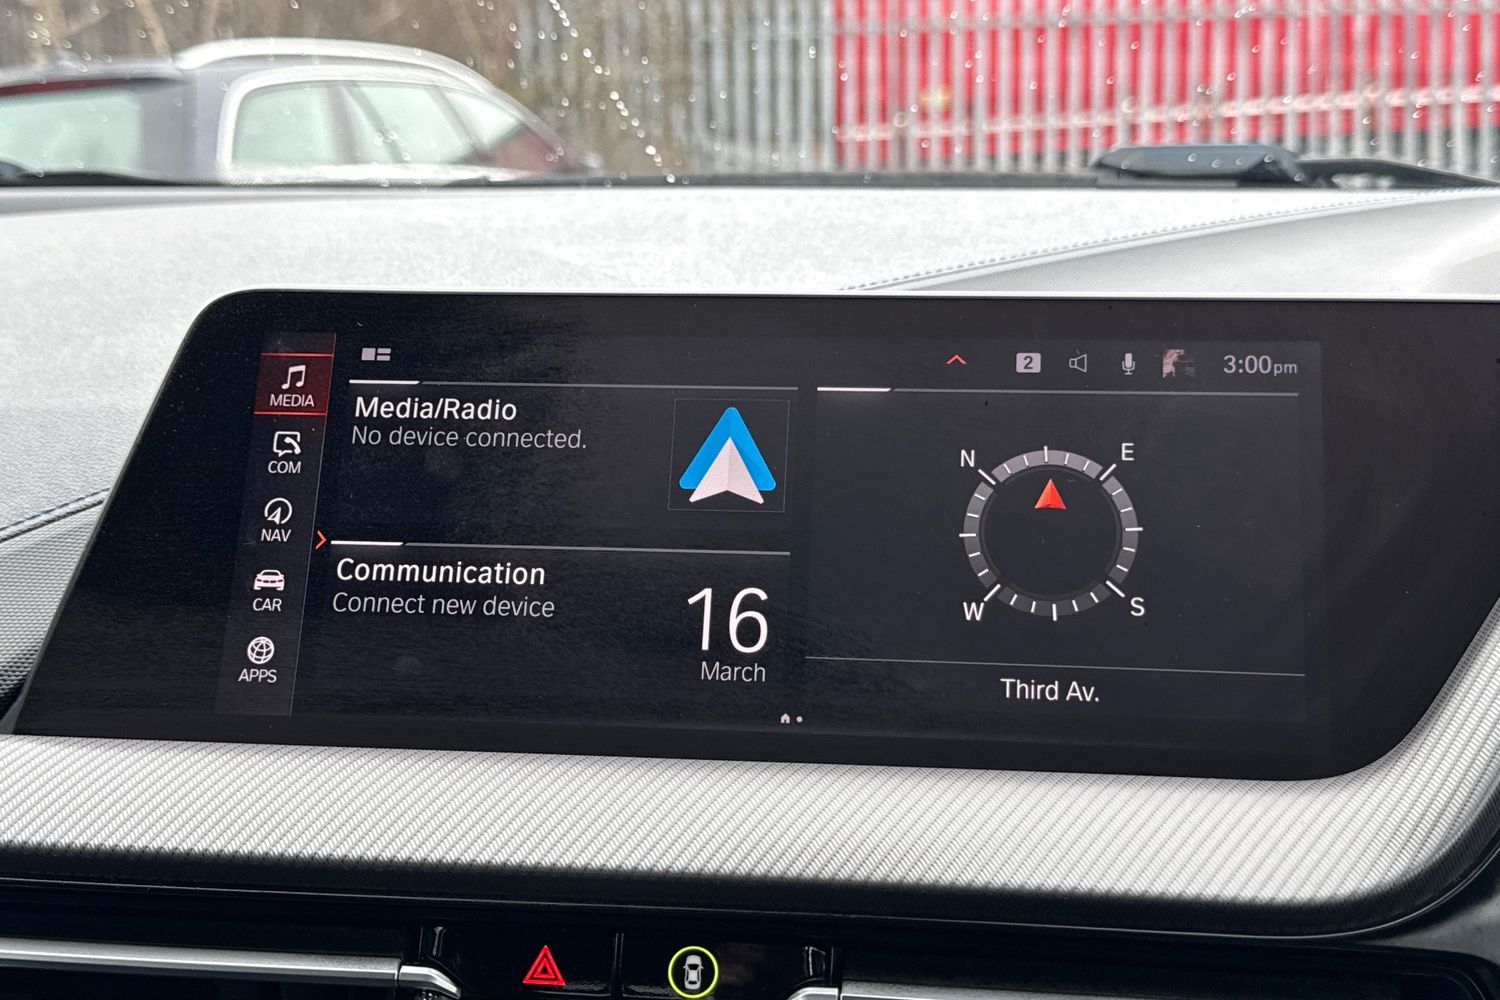 2
3:00pm
MEDIA
COM
NAV
CAR
APPS
Media/Radio
No device connected.
Communication
Connect new device
16
March
N
E
W
S
Third Av.